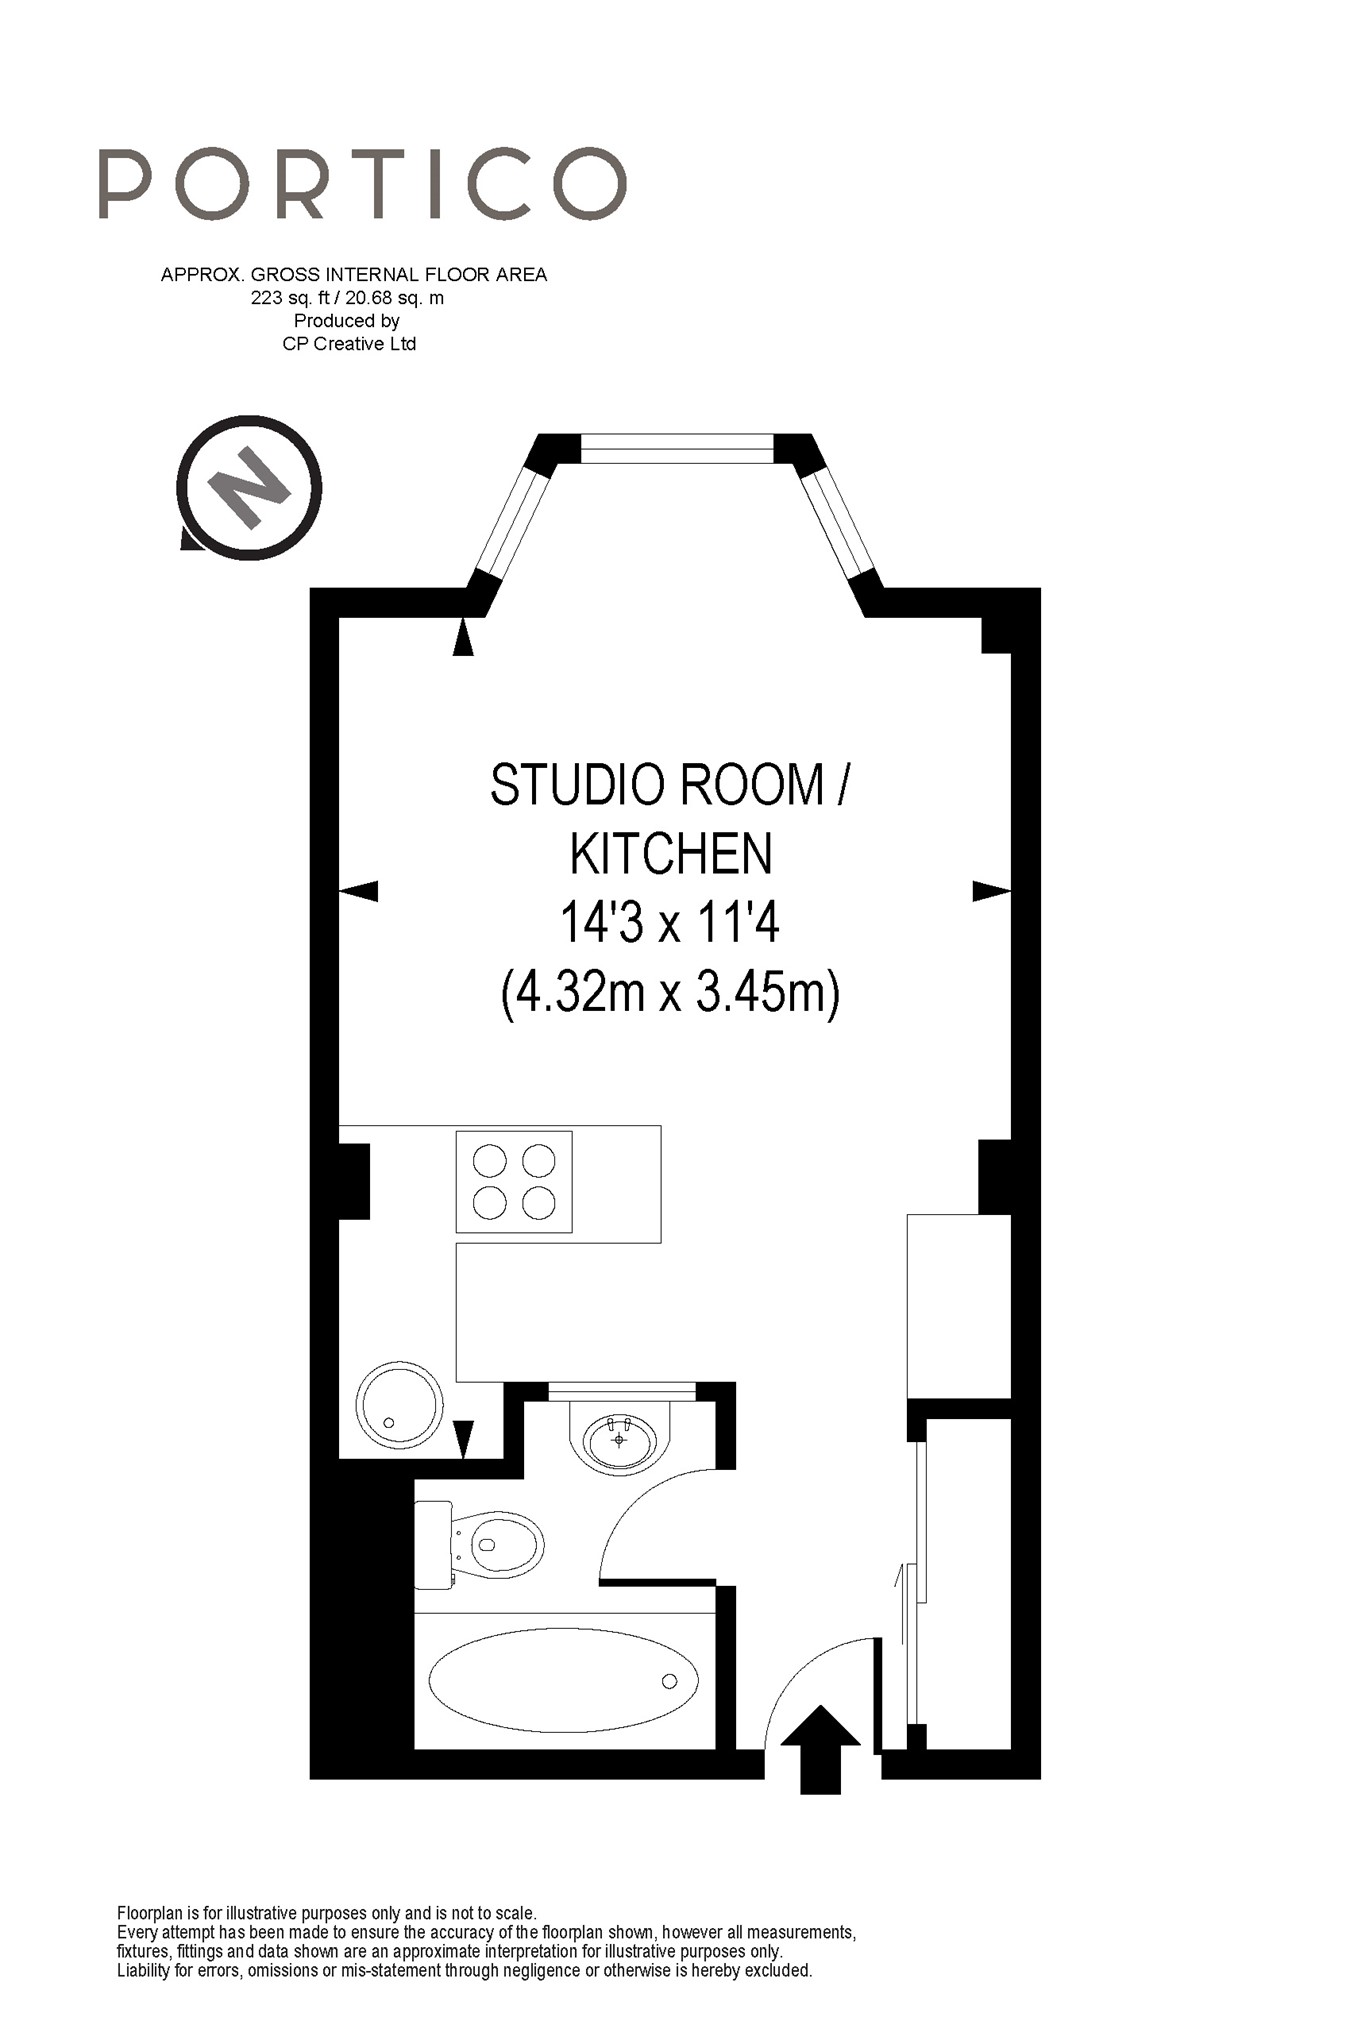 PORTICO
APPROX. GROSS INTERNAL FLOOR AREA
223 sq. ft / 20.68 sq. m
Produced by
CP Creative Ltd
N
STUDIO ROOM /
KITCHEN
14'3 x 11'4
(4.32m x 3.45m)
Floorplan is for illustrative purposes only and is not to scale.
Every attempt has been made to ensure the accuracy of the floorplan shown, however all measurements,
fixtures, fittings and data shown are an approximate interpretation for illustrative purposes only.
Liability for errors, omissions or mis-statement through negligence or otherwise is hereby excluded.